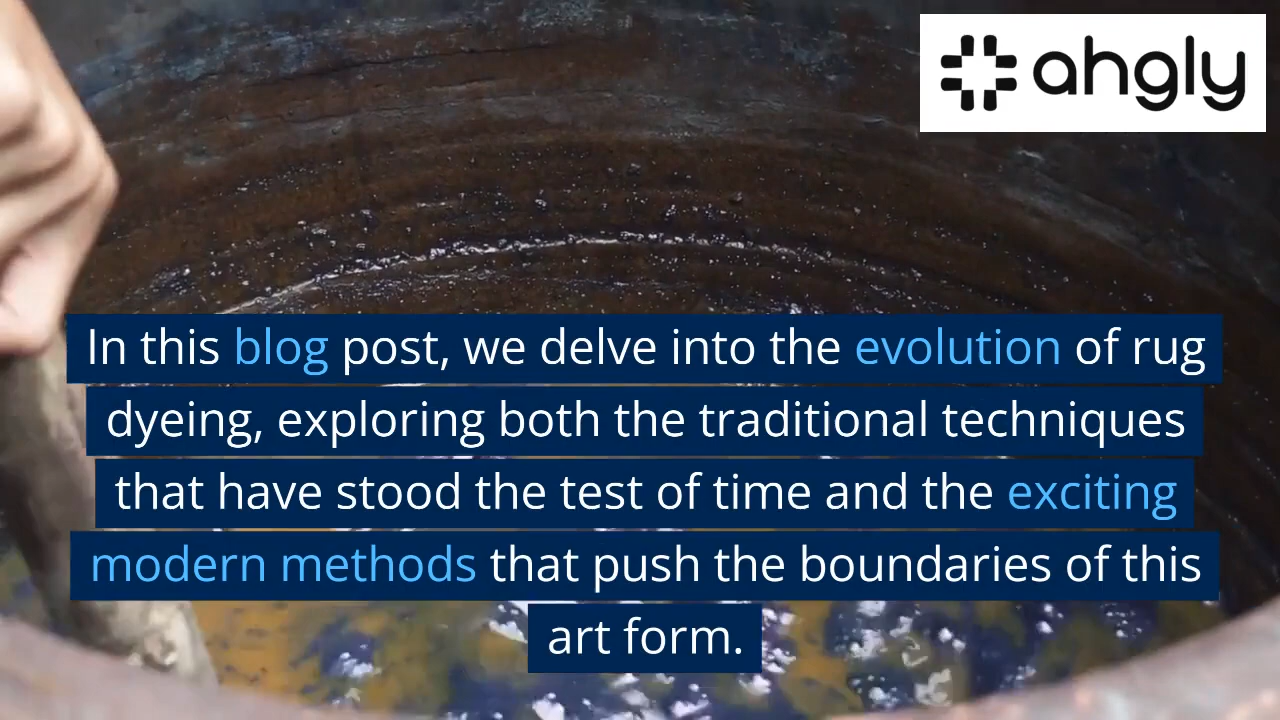 ahgly
In this blog post, we delve into the evolution of rug
dyeing, exploring both the traditional techniques
that have stood the test of time and the exciting
modern methods that push the boundaries of this
art form.